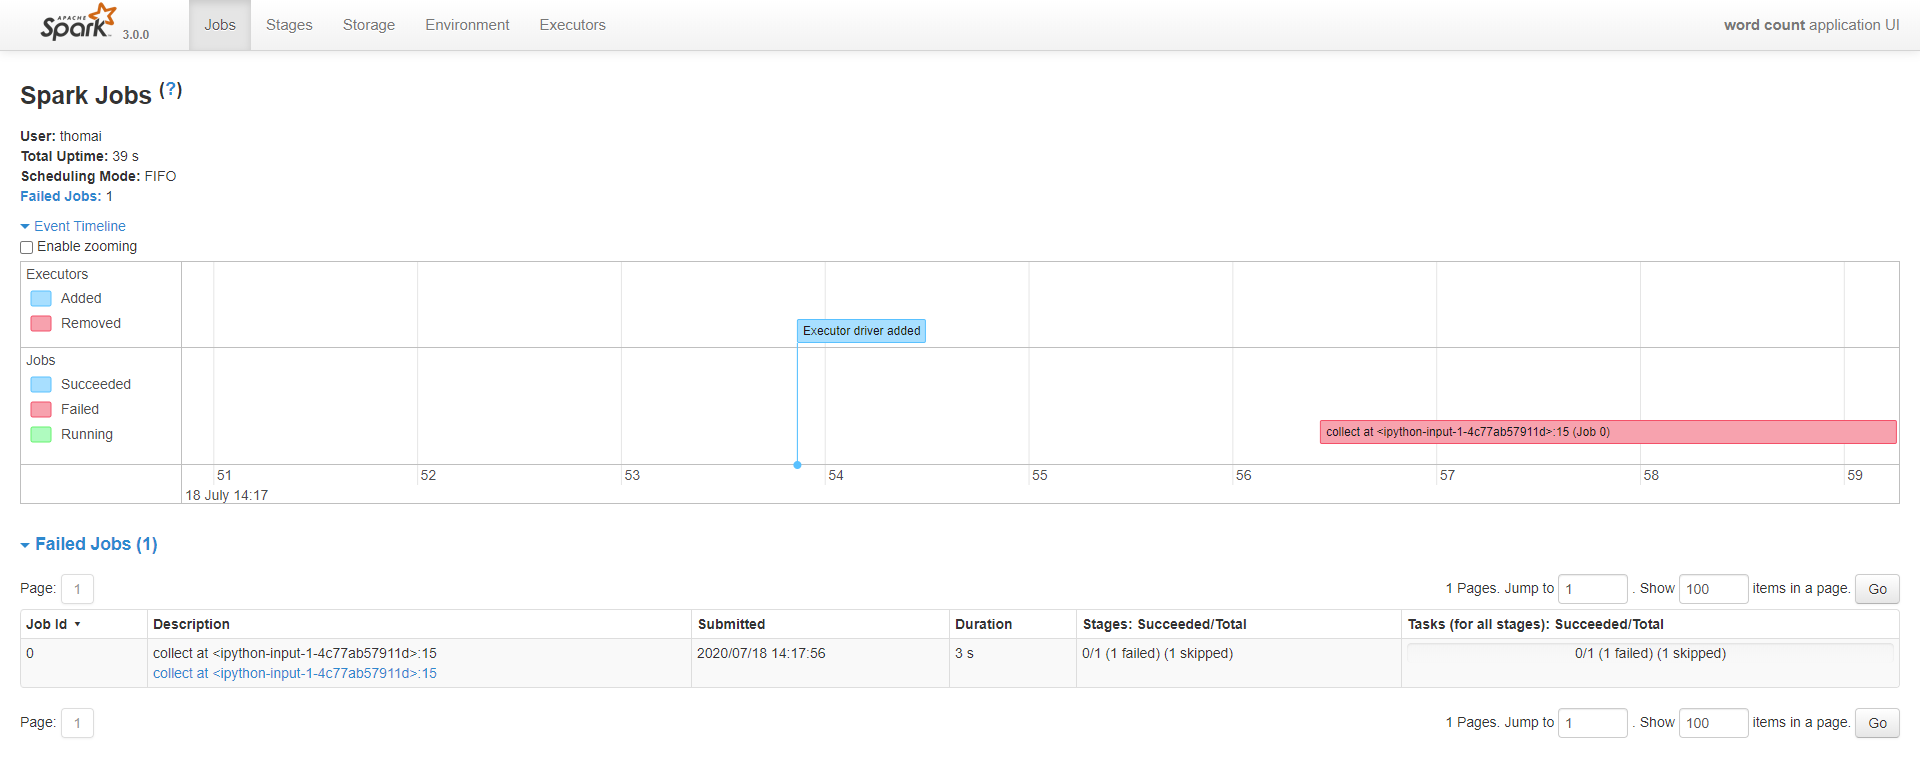 APACHE Spark 3.0.0 Jobs Stages Storage Environment Executors word count application UI
Spark Jobs (?)
User: thomai
Total Uptime: 39 s
Scheduling Mode: FIFO
Failed Jobs: 1
Event Timeline
Enable zooming
Executors
Added
Removed
Executor driver added
Jobs
Succeeded
Failed
Running
collect at <ipython-input-1-4c77ab57911d>:15 (Job 0)
51 52 53 54 55 56 57 58 59
18 July 14:17
Failed Jobs (1)
Page: 1 1 Pages. Jump to 1 . Show 100 items in a page. Go
Job Id ▾ Description Submitted Duration Stages: Succeeded/Total Tasks (for all stages): Succeeded/Total
0 collect at <ipython-input-1-4c77ab57911d>:15 2020/07/18 14:17:56 3 s 0/1 (1 failed) (1 skipped) 0/1 (1 failed) (1 skipped)
collect at <ipython-input-1-4c77ab57911d>:15
Page: 1 1 Pages. Jump to 1 . Show 100 items in a page. Go